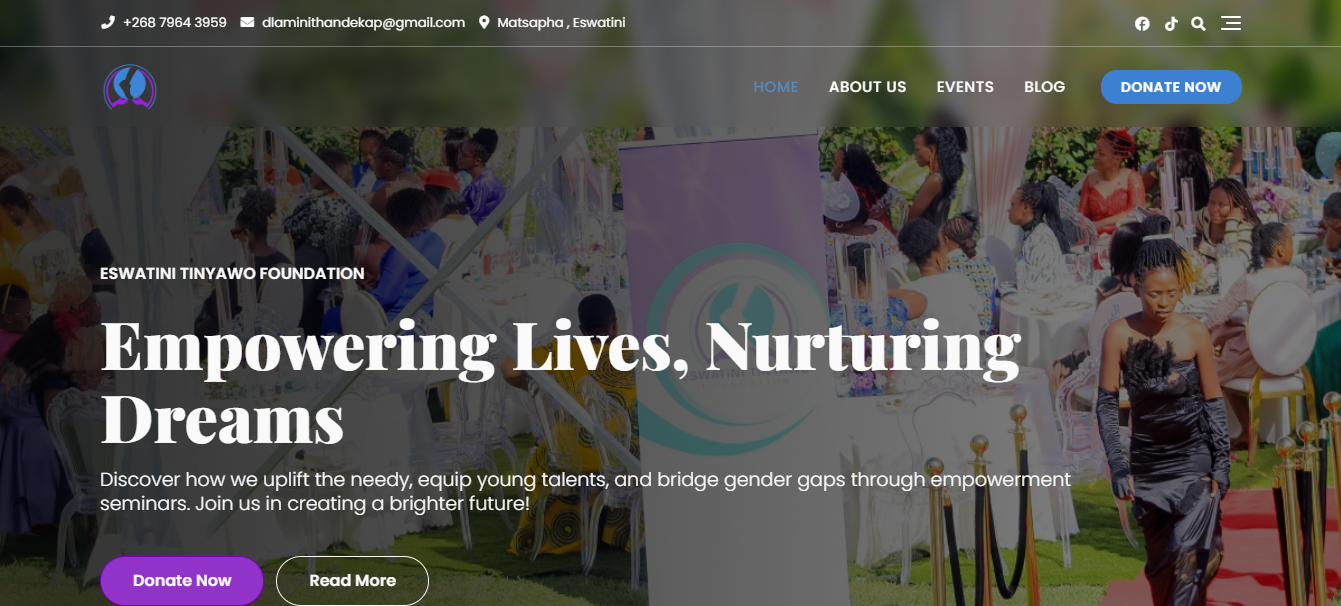 +268 7964 3959 dlaminithandekap@gmail.com Matsapha , Eswatini
HOME ABOUT US EVENTS BLOG DONATE NOW
ESWATINI TINYAWO FOUNDATION
Empowering Lives, Nurturing
Dreams
Discover how we uplift the needy, equip young talents, and bridge gender gaps through empowerment
seminars. Join us in creating a brighter future!
Donate Now Read More